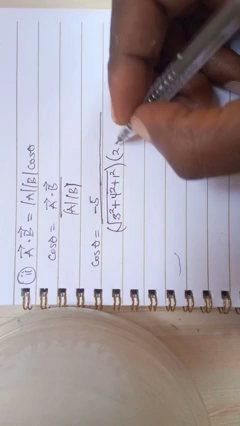 (ii) A⃗ · B⃗ = |A||B| cosθ
cosθ = A⃗ · B⃗
|A||B|
cosθ = -5
(√3²+4²+1²)(2